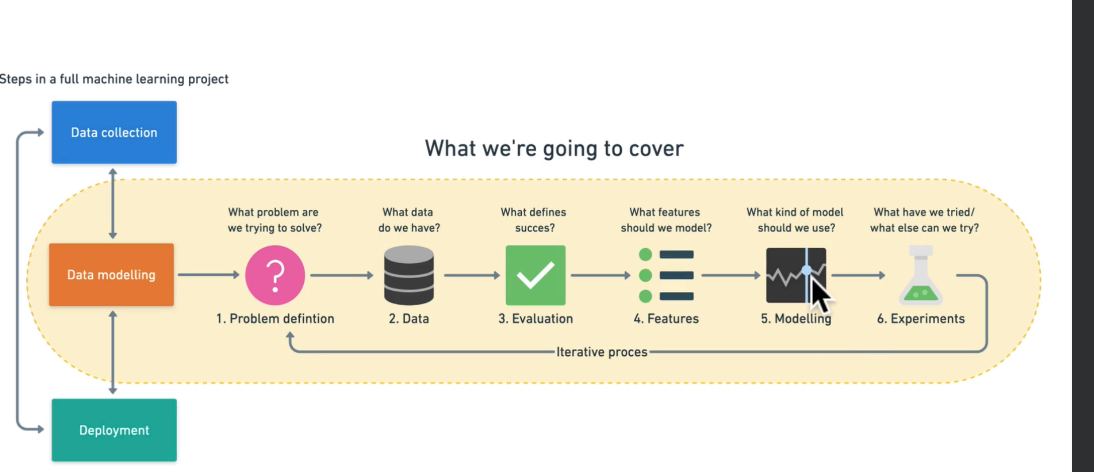 Steps in a full machine learning project
Data collection
What we're going to cover
What problem are
we trying to solve?
What data
do we have?
What defines
succes?
What features
should we model?
What kind of model
should we use?
What have we tried/
what else can we try?
Data modelling
?
1. Problem defintion
2. Data
3. Evaluation
4. Features
5. Modelling
6. Experiments
Iterative proces
Deployment